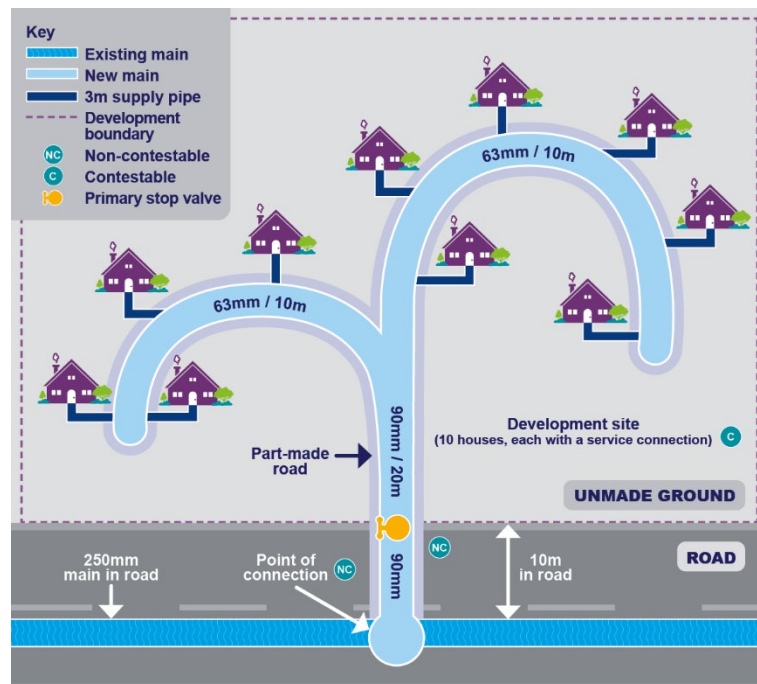 Key
Existing main
New main
3m supply pipe
Development
boundary
NC
Non-contestable
C
Contestable
Primary stop valve
63mm / 10m
63mm / 10m
90mm / 20m
Development site
(10 houses, each with a service connection)
C
Part-made
road
UNMADE GROUND
250mm
main in road
Point of
connection
NC
NC
90mm
10m
in road
ROAD